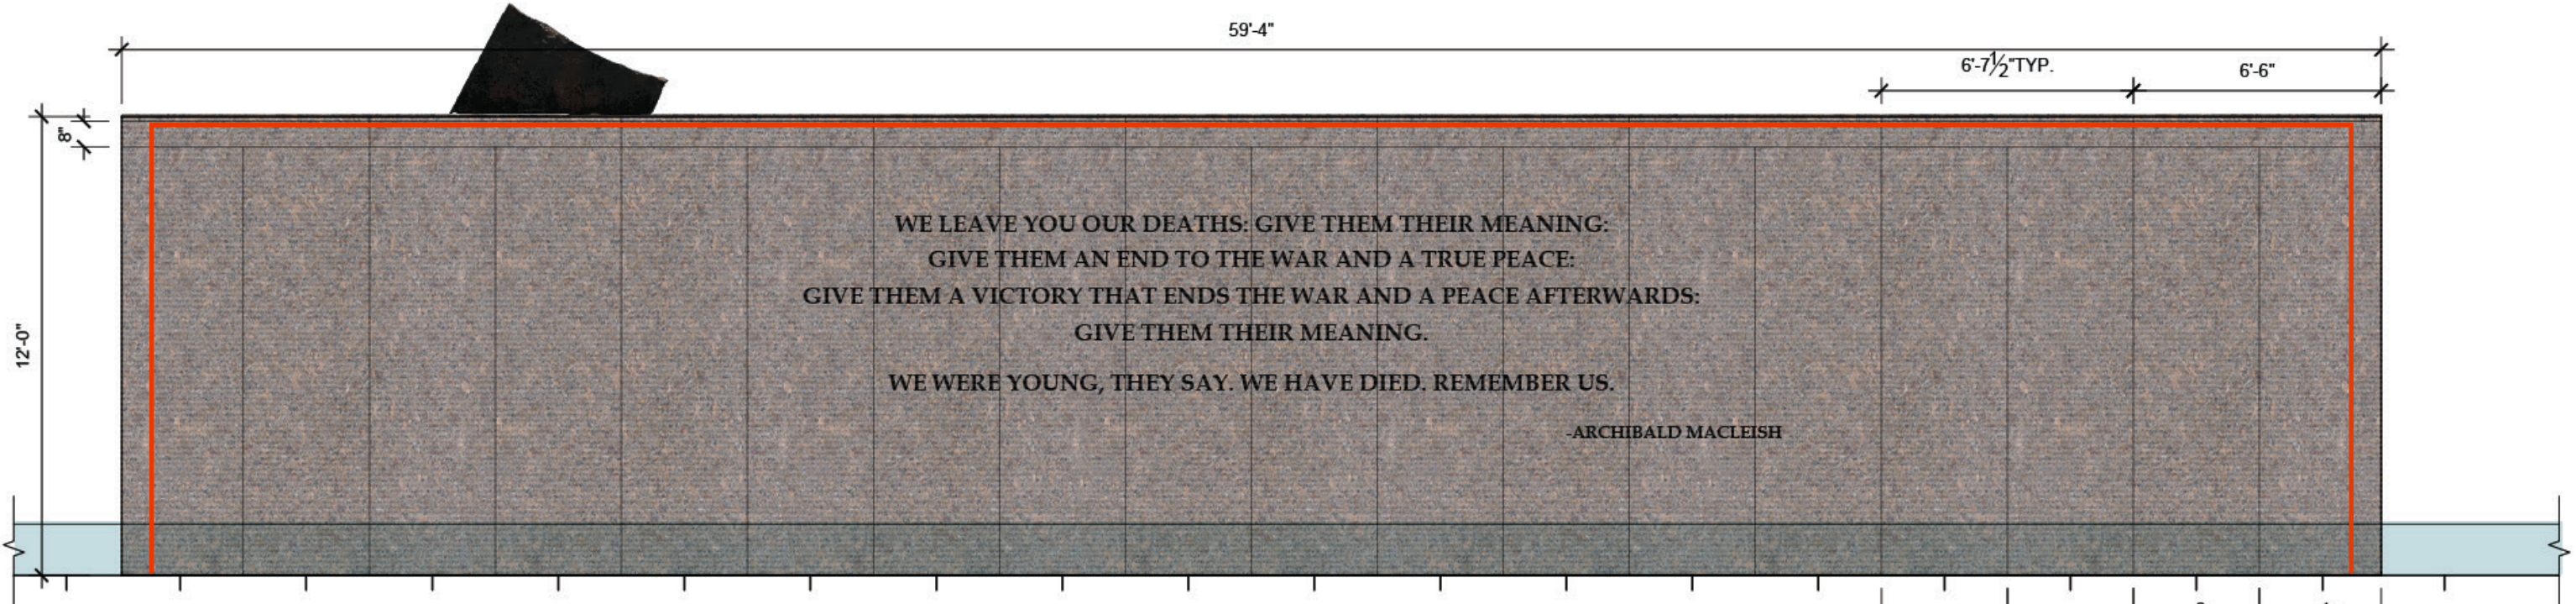 59'-4"
6'-7½"TYP.
6'-6"
8"
12'-0"
WE LEAVE YOU OUR DEATHS: GIVE THEM THEIR MEANING:
GIVE THEM AN END TO THE WAR AND A TRUE PEACE:
GIVE THEM A VICTORY THAT ENDS THE WAR AND A PEACE AFTERWARDS:
GIVE THEM THEIR MEANING.
WE WERE YOUNG, THEY SAY. WE HAVE DIED. REMEMBER US.
-ARCHIBALD MACLEISH